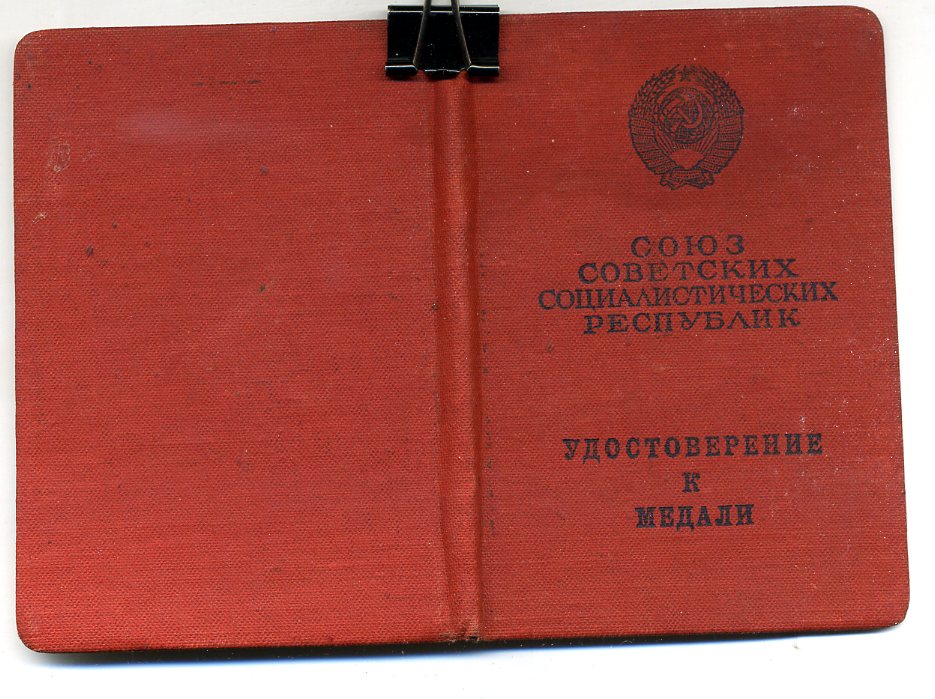 СОЮЗ
СОВЕТСКИХ
СОЦИАЛИСТИЧЕСКИХ
РЕСПУБЛИК
УДОСТОВЕРЕНИЕ
К
МЕДАЛИ